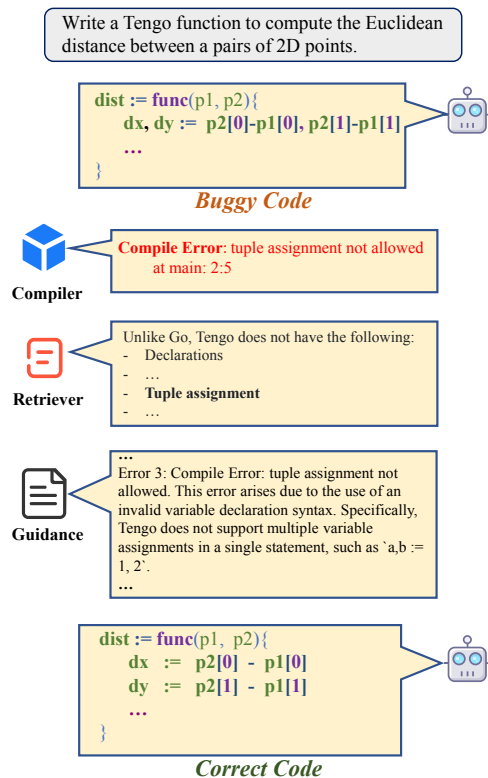 Write a Tengo function to compute the Euclidean
distance between a pairs of 2D points.
dist := func(p1, p2){
dx, dy := p2[0]-p1[0], p2[1]-p1[1]
...
}
Buggy Code
Compile Error: tuple assignment not allowed
at main: 2:5
Compiler
Unlike Go, Tengo does not have the following:
- Declarations
- ...
- Tuple assignment
- ...
Retriever
...
Error 3: Compile Error: tuple assignment not
allowed. This error arises due to the use of an
invalid variable declaration syntax. Specifically,
Tengo does not support multiple variable
assignments in a single statement, such as `a,b :=
1, 2`.
...
Guidance
dist := func(p1, p2){
dx := p2[0] - p1[0]
dy := p2[1] - p1[1]
...
}
Correct Code